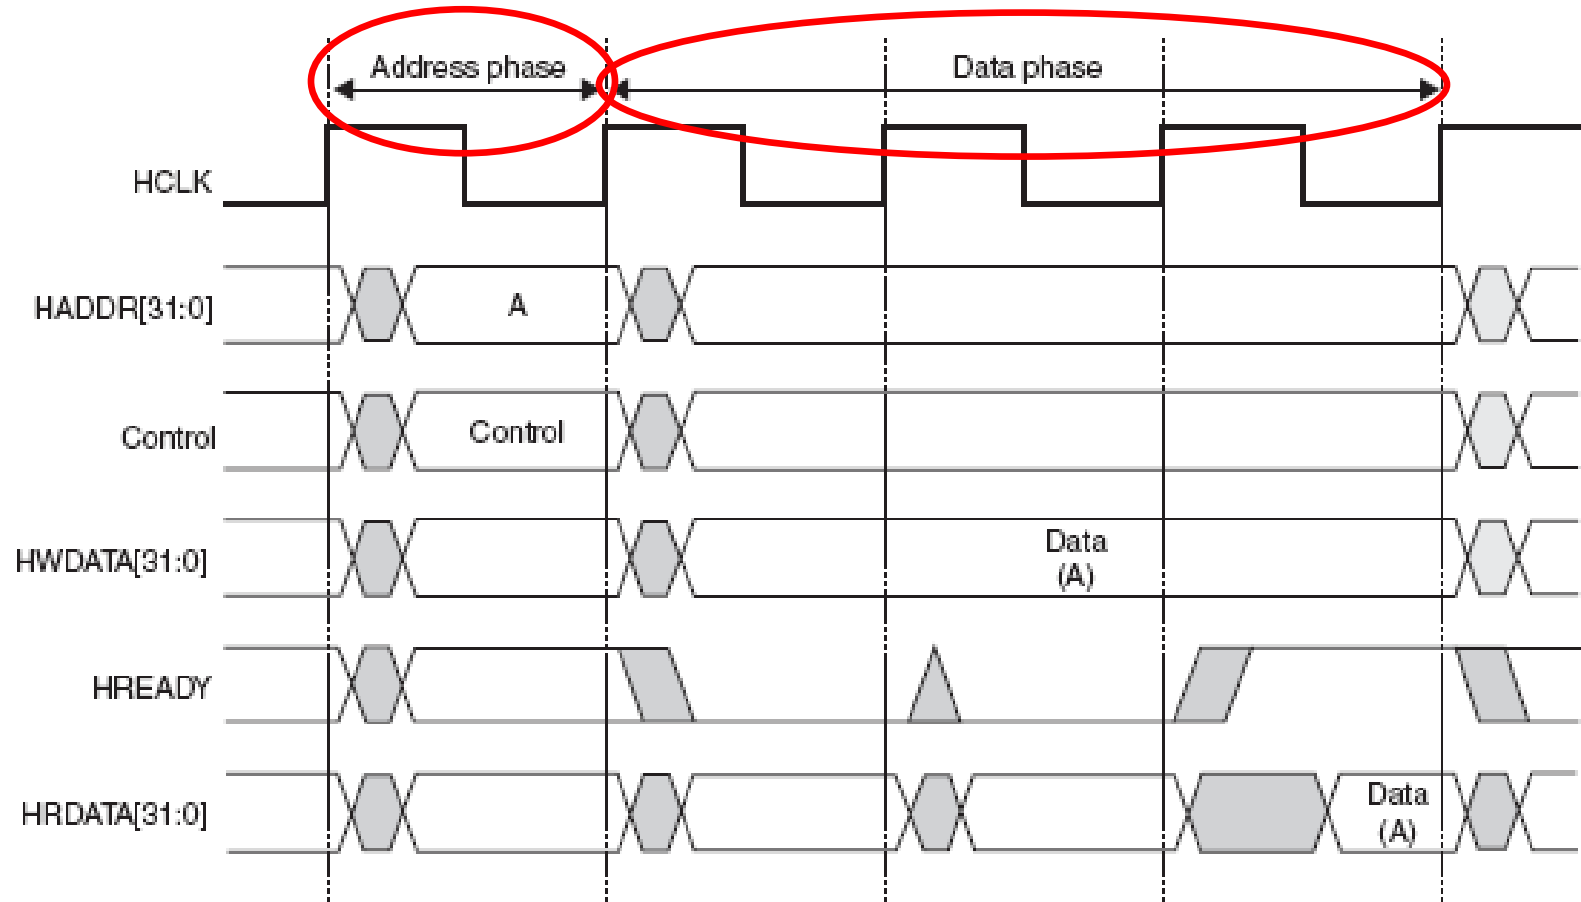 Address phase
Data phase
HCLK
HADDR[31:0]
A
Control
Control
HWDATA[31:0]
Data
(A)
HREADY
HRDATA[31:0]
Data
(A)